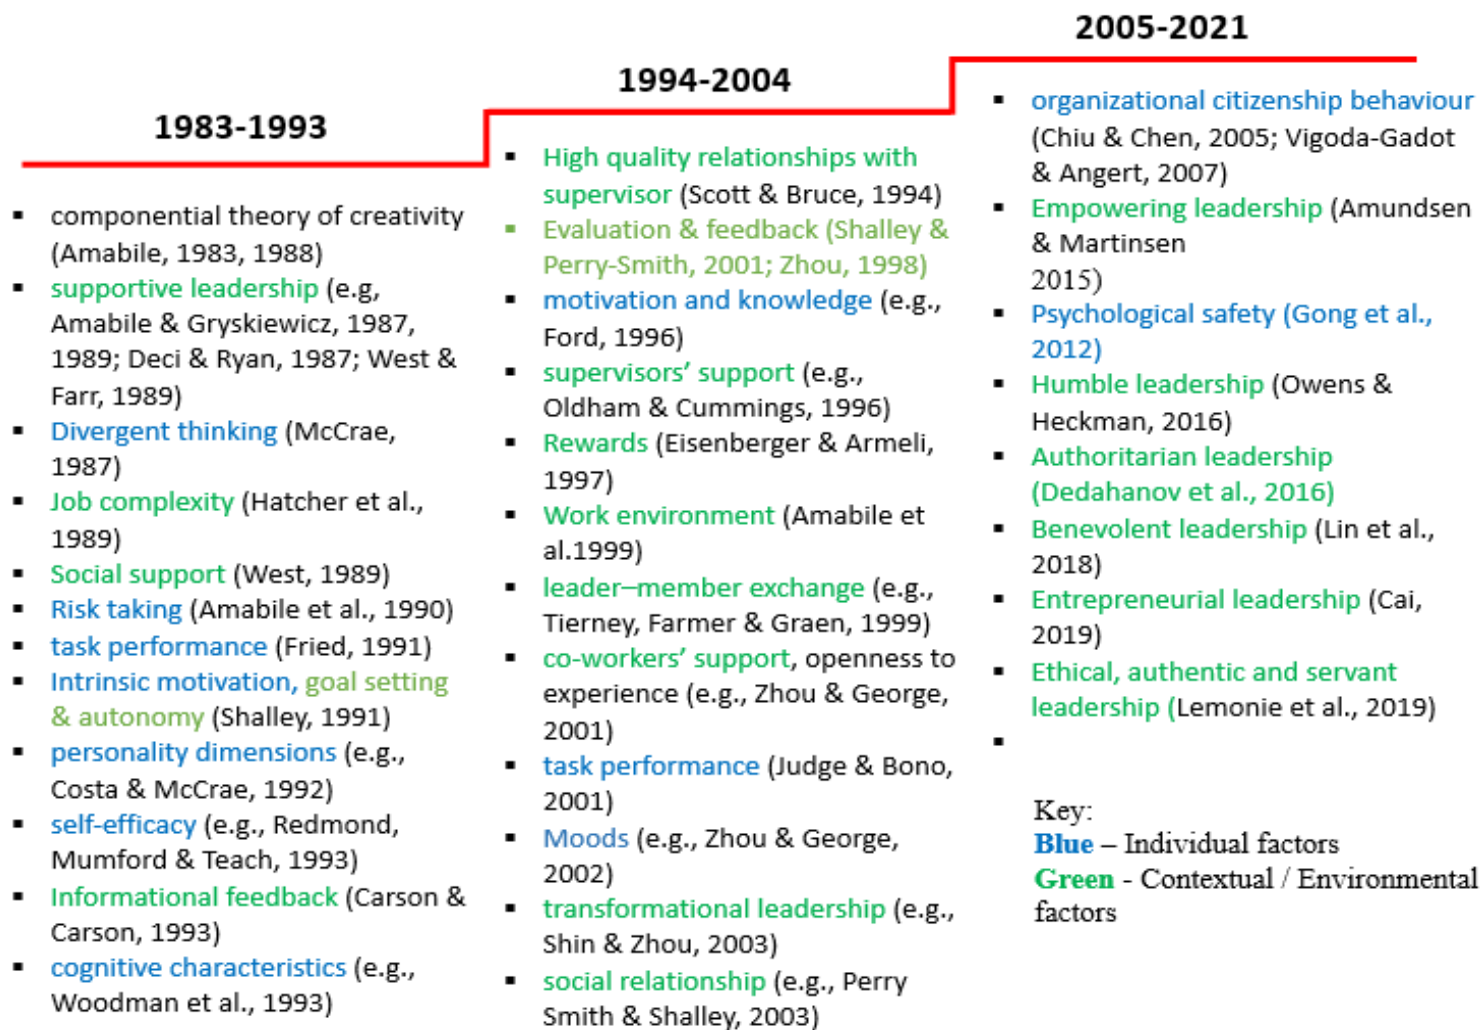 1983-1993
▪ componential theory of creativity
(Amabile, 1983, 1988)
▪ supportive leadership (e.g,
Amabile & Gryskiewicz, 1987,
1989; Deci & Ryan, 1987; West &
Farr, 1989)
▪ Divergent thinking (McCrae,
1987)
▪ Job complexity (Hatcher et al.,
1989)
▪ Social support (West, 1989)
▪ Risk taking (Amabile et al., 1990)
▪ task performance (Fried, 1991)
▪ Intrinsic motivation, goal setting
& autonomy (Shalley, 1991)
▪ personality dimensions (e.g.,
Costa & McCrae, 1992)
▪ self-efficacy (e.g., Redmond,
Mumford & Teach, 1993)
▪ Informational feedback (Carson &
Carson, 1993)
▪ cognitive characteristics (e.g.,
Woodman et al., 1993)
1994-2004
▪ High quality relationships with
supervisor (Scott & Bruce, 1994)
▪ Evaluation & feedback (Shalley &
Perry-Smith, 2001; Zhou, 1998)
▪ motivation and knowledge (e.g.,
Ford, 1996)
▪ supervisors’ support (e.g.,
Oldham & Cummings, 1996)
▪ Rewards (Eisenberger & Armeli,
1997)
▪ Work environment (Amabile et
al.1999)
▪ leader–member exchange (e.g.,
Tierney, Farmer & Graen, 1999)
▪ co-workers’ support, openness to
experience (e.g., Zhou & George,
2001)
▪ task performance (Judge & Bono,
2001)
▪ Moods (e.g., Zhou & George,
2002)
▪ transformational leadership (e.g.,
Shin & Zhou, 2003)
▪ social relationship (e.g., Perry
Smith & Shalley, 2003)
2005-2021
▪ organizational citizenship behaviour
(Chiu & Chen, 2005; Vigoda-Gadot
& Angert, 2007)
▪ Empowering leadership (Amundsen
& Martinsen
2015)
▪ Psychological safety (Gong et al.,
2012)
▪ Humble leadership (Owens &
Heckman, 2016)
▪ Authoritarian leadership
(Dedahanov et al., 2016)
▪ Benevolent leadership (Lin et al.,
2018)
▪ Entrepreneurial leadership (Cai,
2019)
▪ Ethical, authentic and servant
leadership (Lemonie et al., 2019)
▪
Key:
Blue – Individual factors
Green - Contextual / Environmental
factors